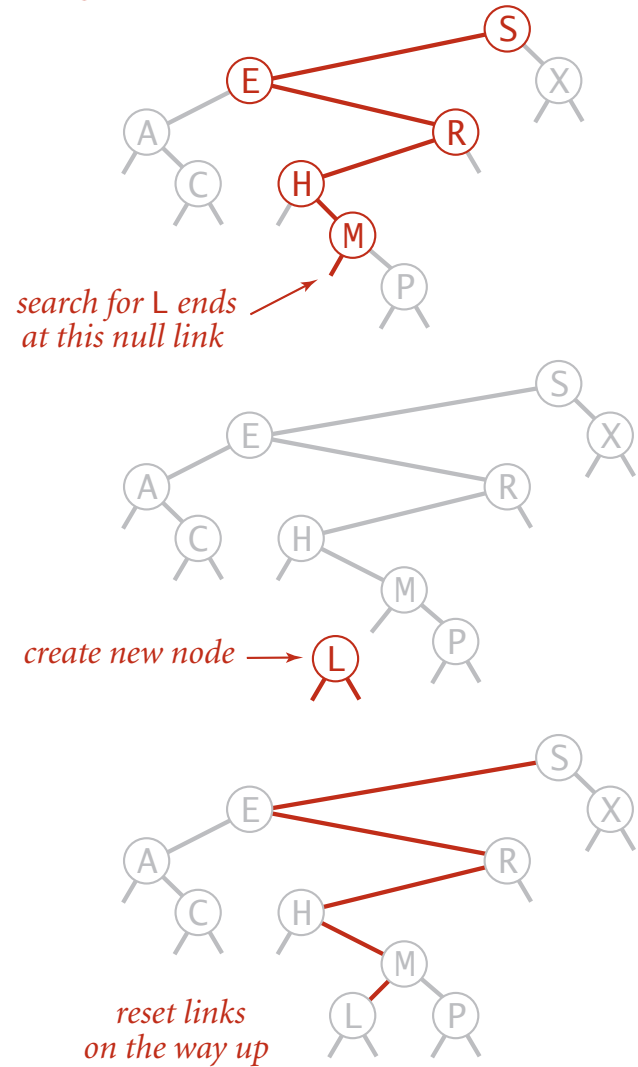 S
E
X
A
R
C
H
M
P
search for L ends
at this null link
S
E
X
A
R
C
H
M
P
create new node
L
S
E
X
A
R
C
H
M
L
P
reset links
on the way up